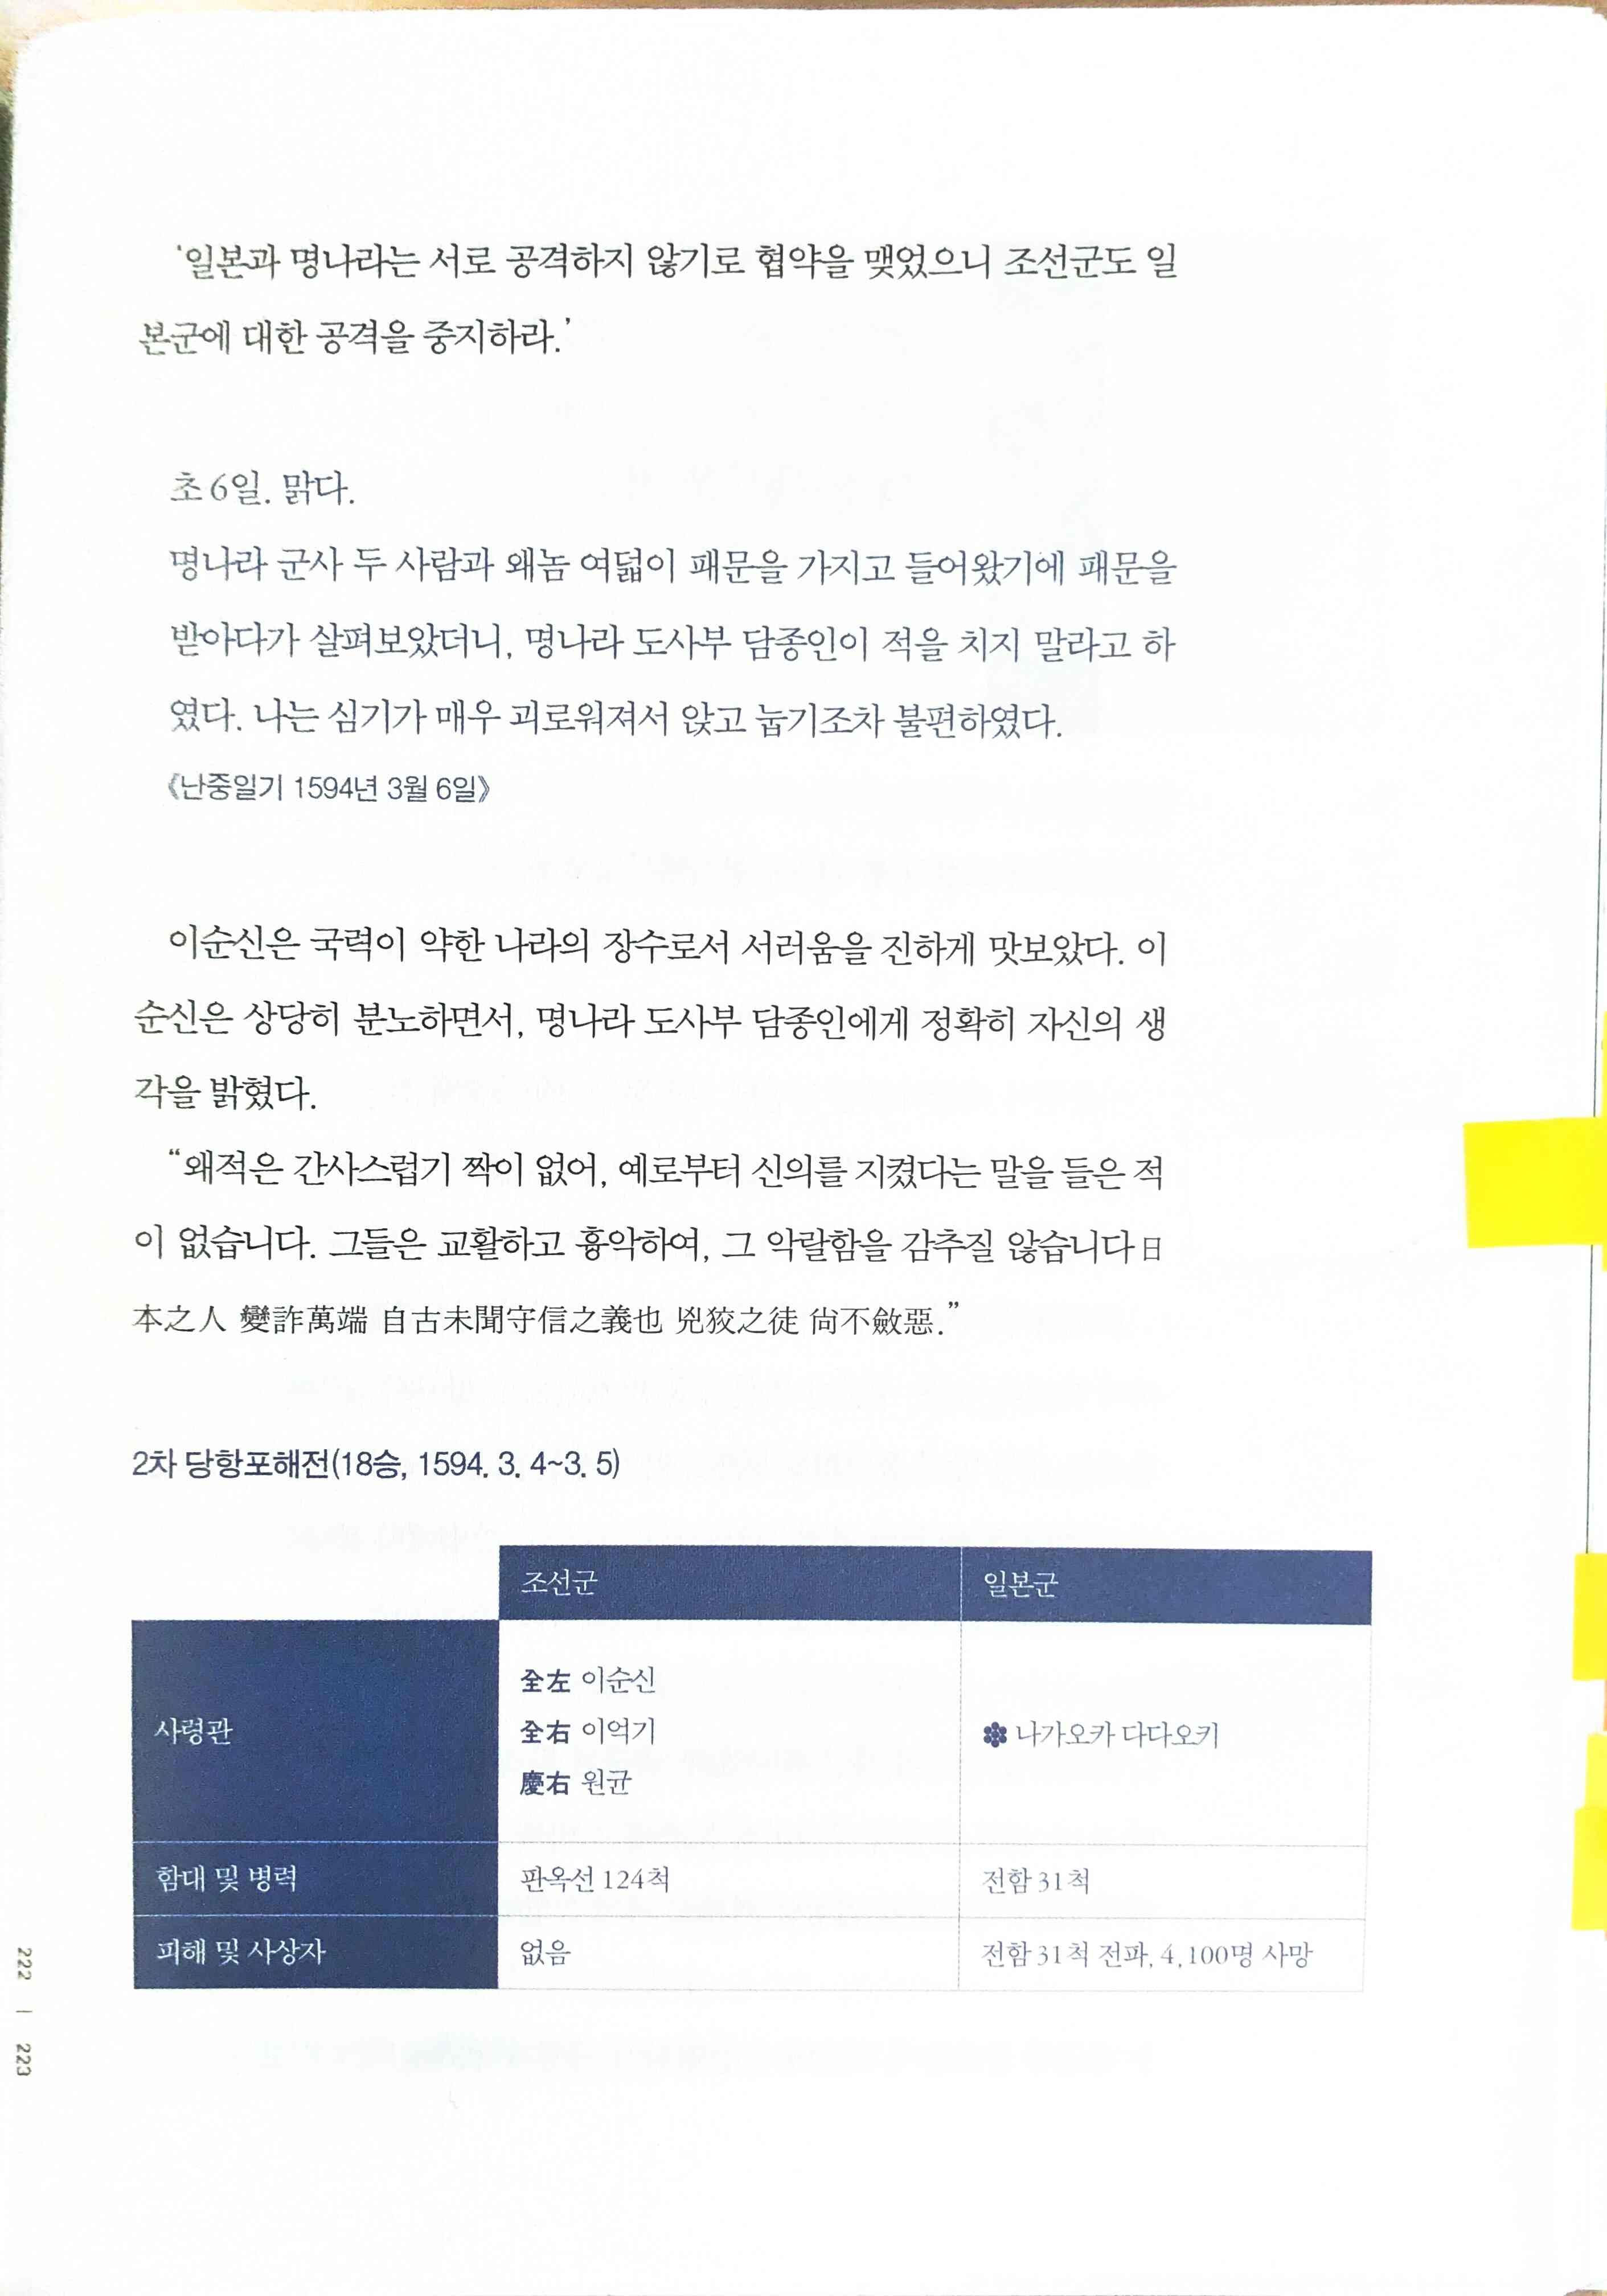 ‘일본과 명나라는 서로 공격하지 않기로 협약을 맺었으니 조선군도 일
본군에 대한 공격을 중지하라.’
초6일. 맑다.
명나라 군사 두 사람과 왜놈 여덟이 패문을 가지고 들어왔기에 패문을
받아다가 살펴보았더니, 명나라 도사부 담종인이 적을 치지 말라고 하
였다. 나는 심기가 매우 괴로워져서 앉고 눕기조차 불편하였다.
《난중일기 1594년 3월 6일》
이순신은 국력이 약한 나라의 장수로서 서러움을 진하게 맛보았다. 이
순신은 상당히 분노하면서, 명나라 도사부 담종인에게 정확히 자신의 생
각을 밝혔다.
“왜적은 간사스럽기 짝이 없어, 예로부터 신의를 지켰다는 말을 들은 적
이 없습니다. 그들은 교활하고 흉악하여, 그 악랄함을 감추질 않습니다日
本之人 變詐萬端 自古未聞守信之義也 兇狡之徒 尙不斂惡.”
2차 당항포해전(18승, 1594. 3. 4~3. 5)
조선군 일본군
사령관
全左 이순신
全右 이억기
慶右 원균
나가오카 다다오키
함대 및 병력 판옥선 124척 전함 31척
피해 및 사상자 없음 전함 31척 전파, 4,100명 사망
222 | 223